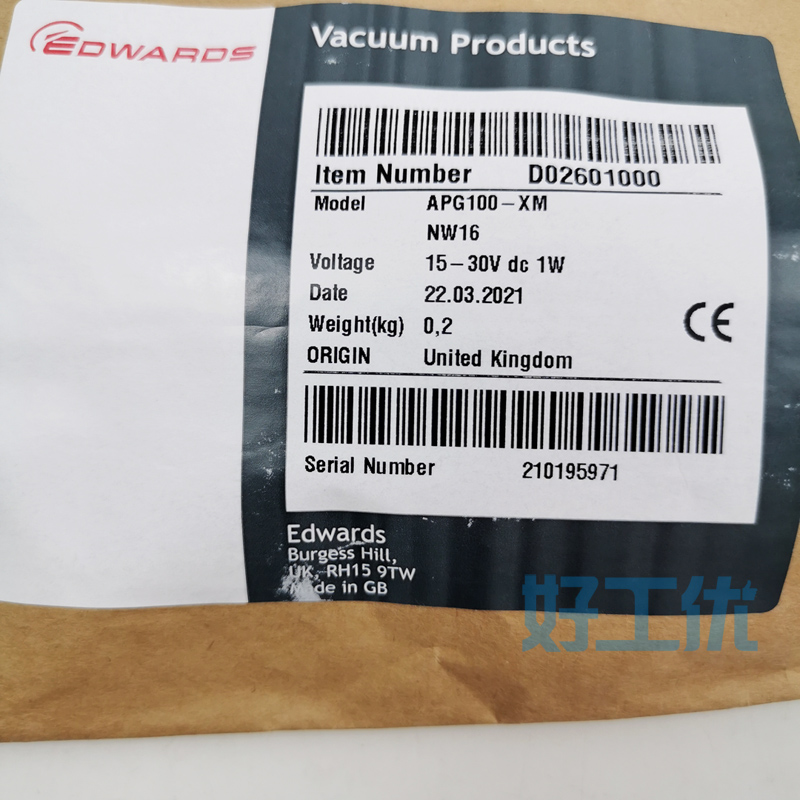 EDWARDS
Vacuum Products
Item Number D02601000
Model APG100-XM
NW16
Voltage 15-30V dc 1W
Date 22.03.2021
Weight(kg) 0,2
ORIGIN United Kingdom
CE
Serial Number 210195971
Edwards
Burgess Hill,
UK, RH15 9TW
Made in GB
好工优